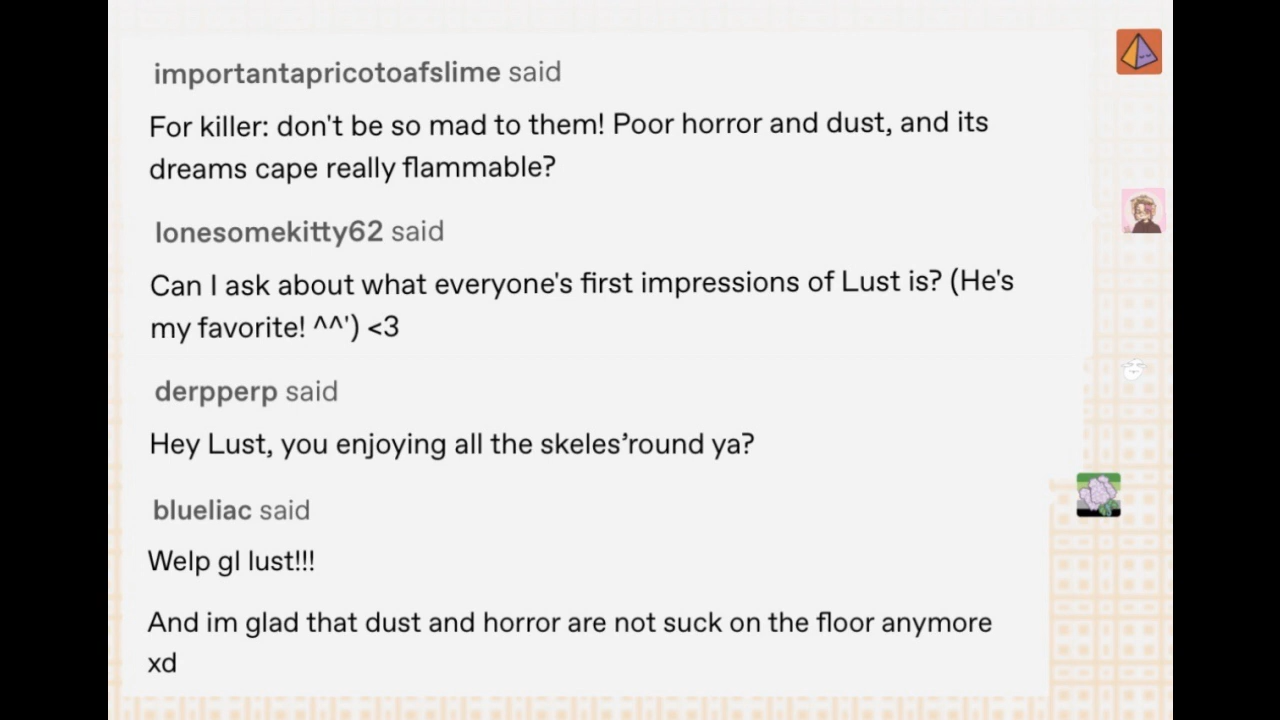 importantapricotoafslime said
For killer: don't be so mad to them! Poor horror and dust, and its
dreams cape really flammable?
lonesomekitty62 said
Can I ask about what everyone's first impressions of Lust is? (He's
my favorite! ^^') <3
derpperp said
Hey Lust, you enjoying all the skeles’round ya?
blueliac said
Welp gl lust!!!
And im glad that dust and horror are not suck on the floor anymore
xd